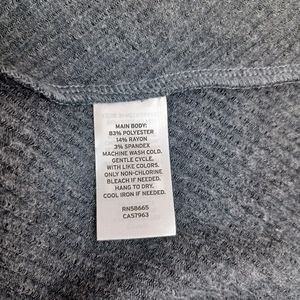 MAIN BODY:
83% POLYESTER
14% RAYON
3% SPANDEX
MACHINE WASH COLD.
GENTLE CYCLE.
WITH LIKE COLORS.
ONLY NON-CHLORINE
BLEACH IF NEEDED.
HANG TO DRY.
COOL IRON IF NEEDED.
RN58665
CA57963